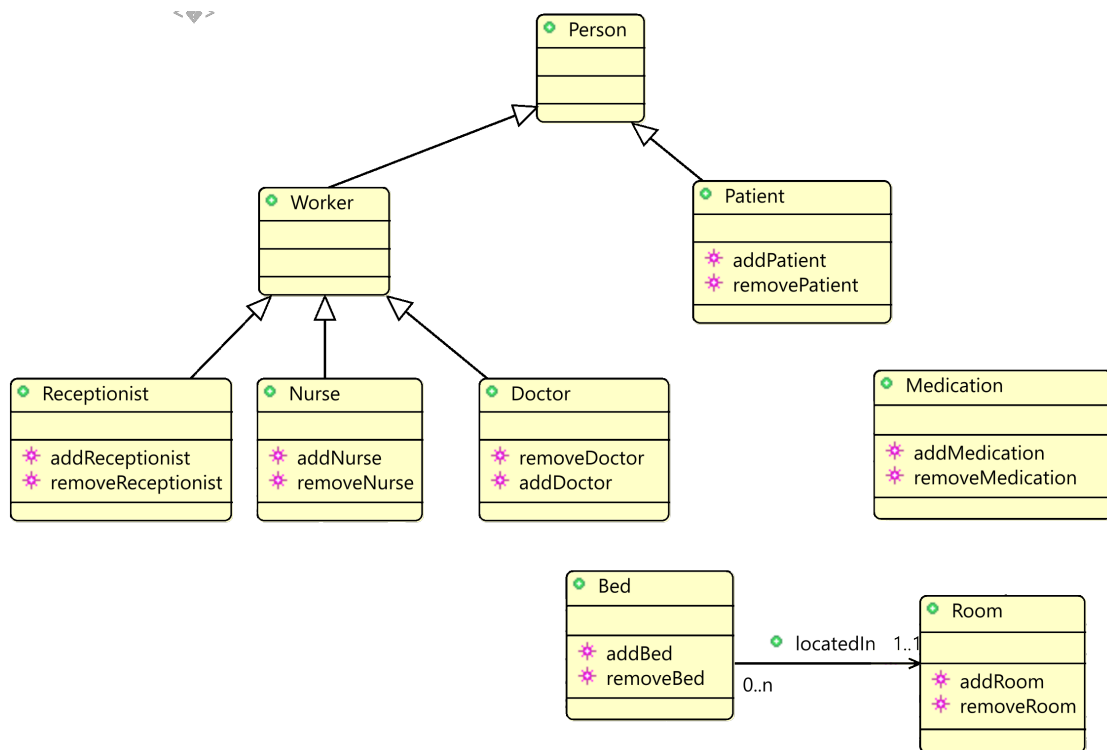 Person
Worker
Patient
addPatient
removePatient
Receptionist
addReceptionist
removeReceptionist
Nurse
addNurse
removeNurse
Doctor
removeDoctor
addDoctor
Medication
addMedication
removeMedication
Bed
addBed
removeBed
locatedIn 1..1
0..n
Room
addRoom
removeRoom